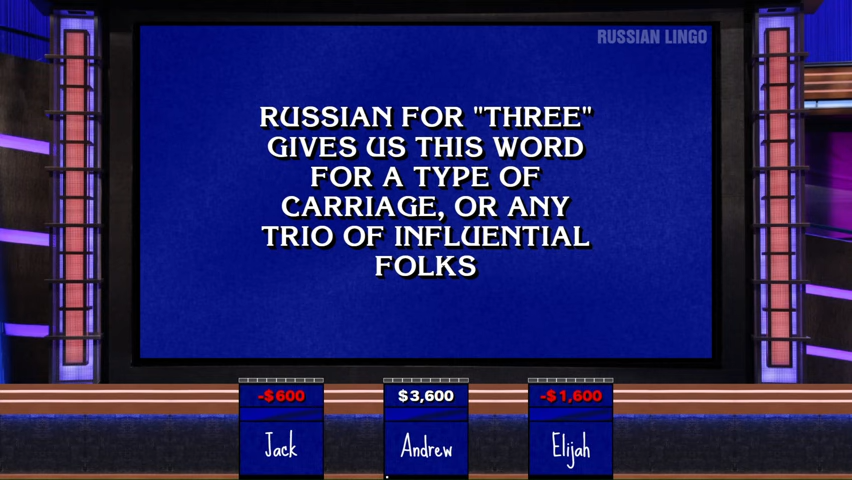 RUSSIAN LINGO
RUSSIAN FOR "THREE"
GIVES US THIS WORD
FOR A TYPE OF
CARRIAGE, OR ANY
TRIO OF INFLUENTIAL
FOLKS
-$600 $3,600 -$1,600
Jack Andrew Elijah